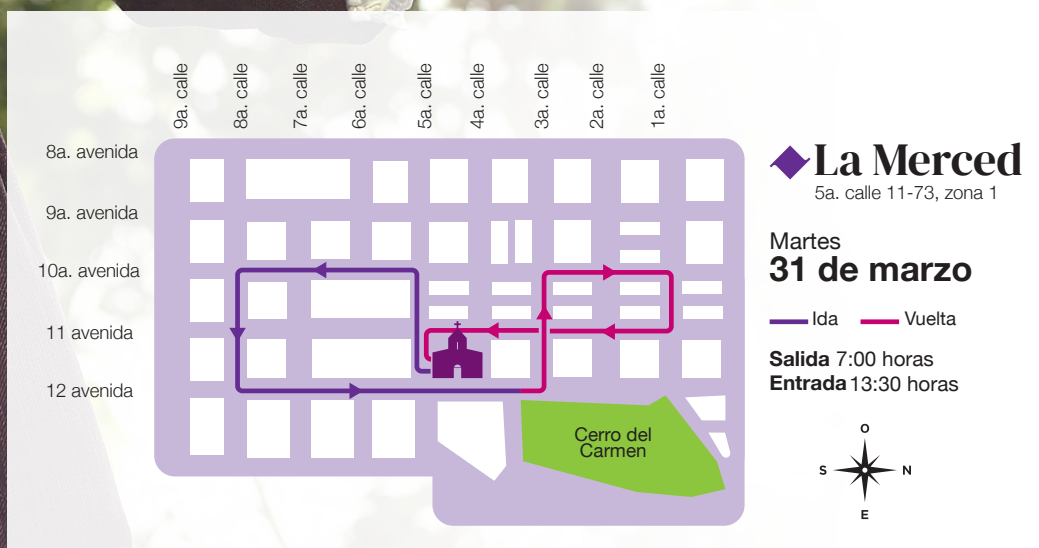 9a. calle
8a. calle
7a. calle
6a. calle
5a. calle
4a. calle
3a. calle
2a. calle
1a. calle
8a. avenida
9a. avenida
10a. avenida
11 avenida
12 avenida
Cerro del
Carmen
La Merced
5a. calle 11-73, zona 1
Martes
31 de marzo
Ida Vuelta
Salida 7:00 horas
Entrada 13:30 horas
O
S N
E